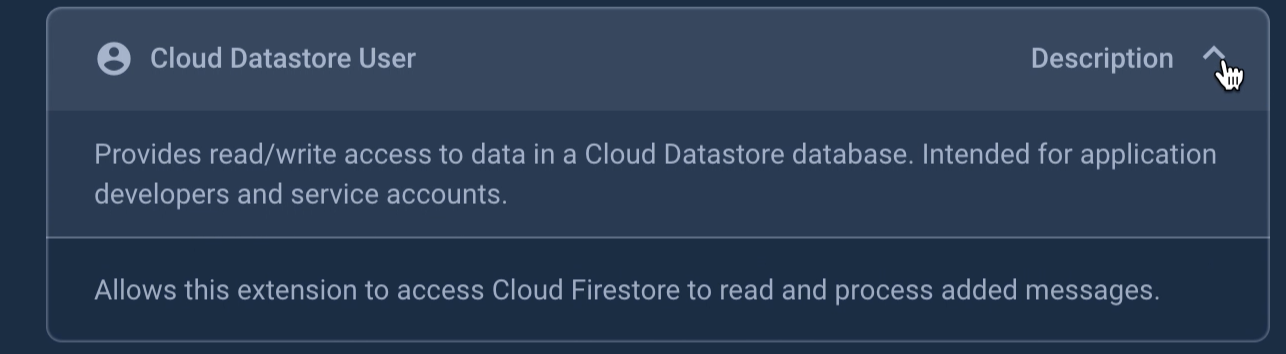 Cloud Datastore User
Description
Provides read/write access to data in a Cloud Datastore database. Intended for application
developers and service accounts.
Allows this extension to access Cloud Firestore to read and process added messages.